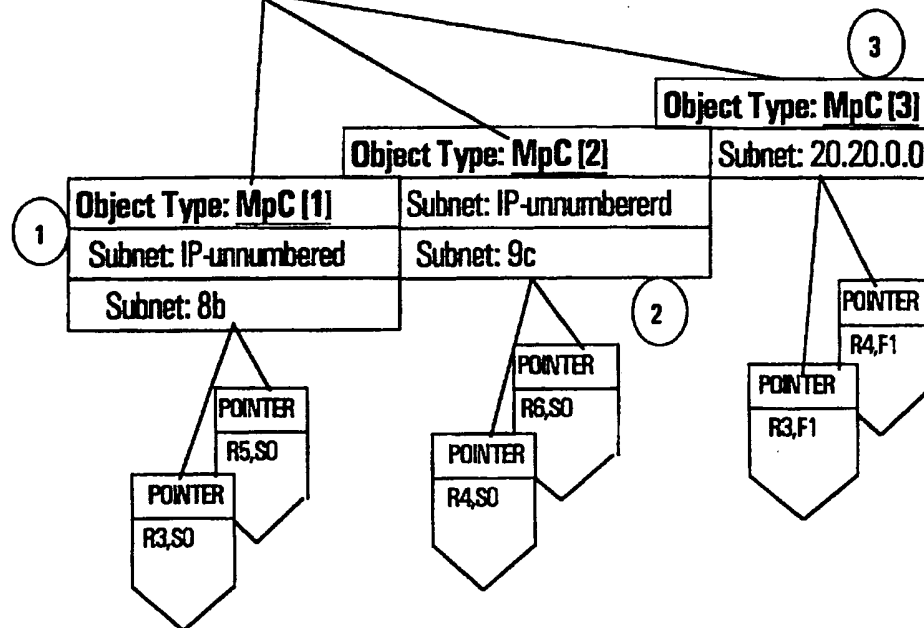 3
Object Type: MpC [3]
Subnet: 20.20.0.0
Object Type: MpC [2]
Subnet: IP-unnumbererd
Subnet: 9c
2
1
Object Type: MpC [1]
Subnet: IP-unnumbered
Subnet: 8b
POINTER
R3,S0
POINTER
R5,S0
POINTER
R4,S0
POINTER
R6,S0
POINTER
R3,F1
POINTER
R4,F1